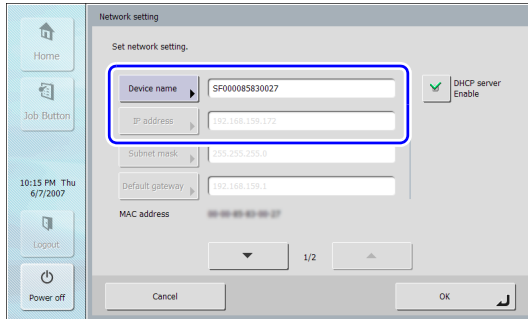 Network setting
Home
Job Button
10:15 PM Thu
6/7/2007
Logout
Power off
Set network setting.
Device name
SF000085830027
DHCP server
Enable
IP address
192.168.159.172
Subnet mask
255.255.255.0
Default gateway
192.168.159.1
MAC address
1/2
Cancel
OK